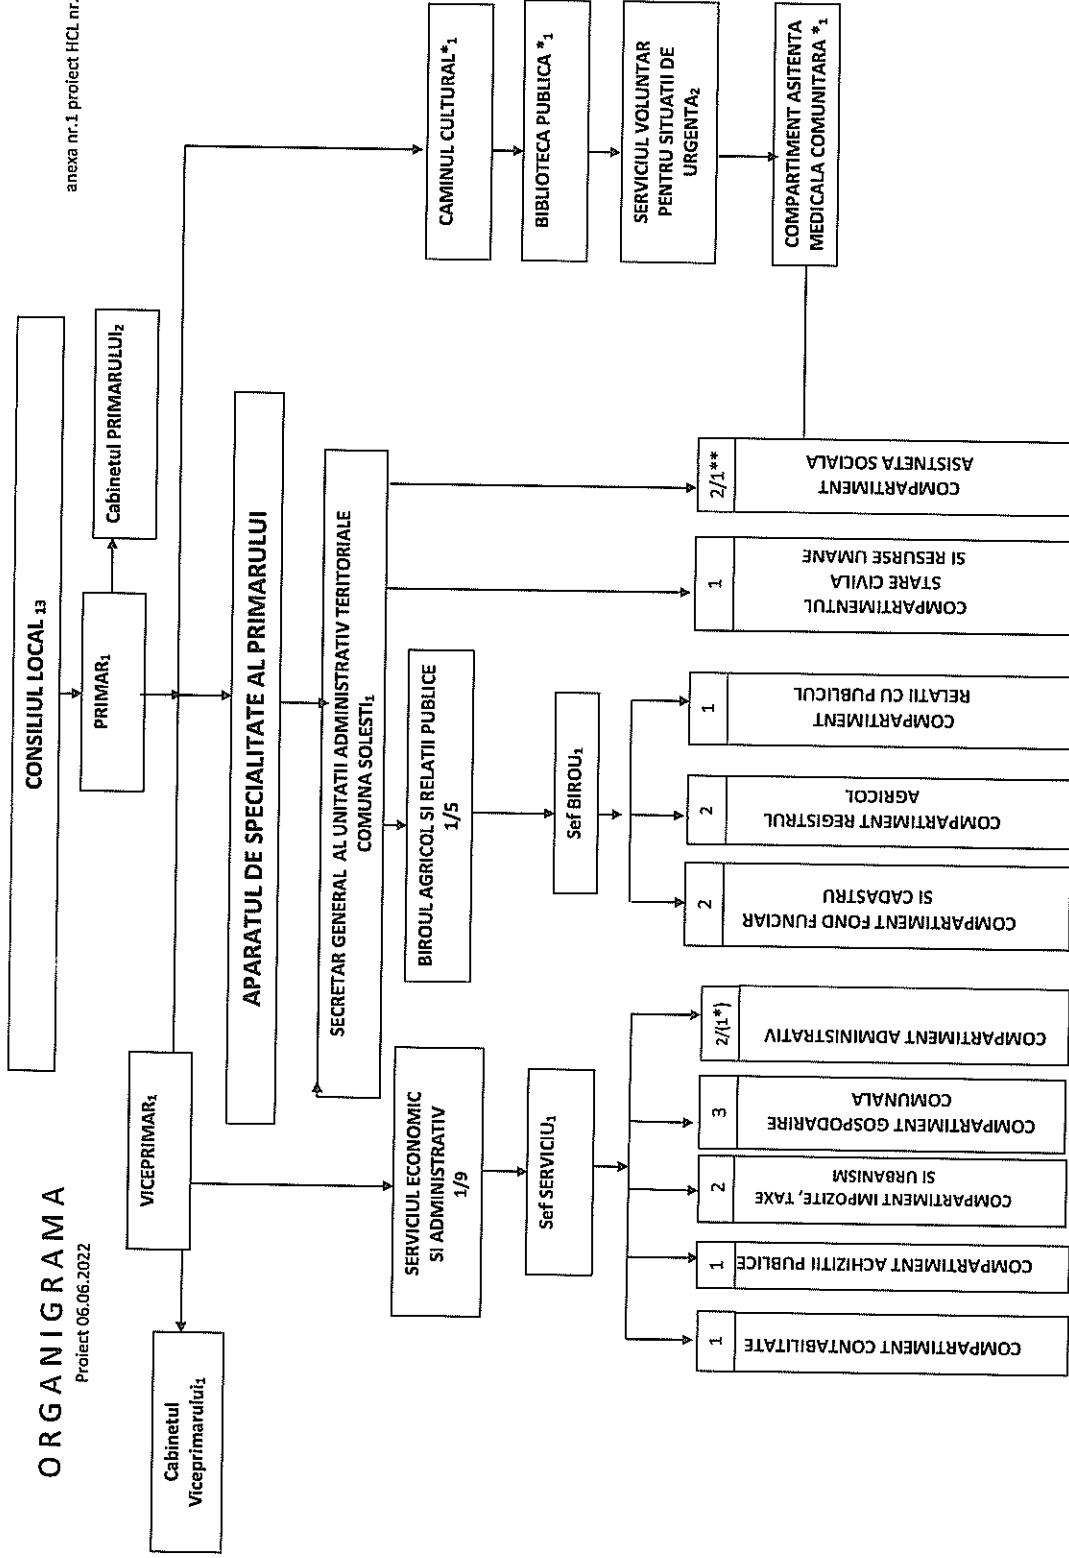 anexa nr.1 proiect HCL nr.
O R G A N I G R A M A
Proiect 06.06.2022
CONSILIUL LOCAL 13
PRIMAR1
Cabinetul PRIMARULUI2
VICEPRIMAR1
Cabinetul
Viceprimarului1
APARATUL DE SPECIALITATE AL PRIMARULUI
SECRETAR GENERAL AL UNITATII ADMINISTRATIV TERITORIALE
COMUNA SOLESTI1
SERVICIUL ECONOMIC
SI ADMINISTRATIV
1/9
BIROUL AGRICOL SI RELATII PUBLICE
1/5
CAMINUL CULTURAL*1
BIBLIOTECA PUBLICA *1
SERVICIUL VOLUNTAR
PENTRU SITUATII DE
URGENTA2
COMPARTIMENT ASITENTA
MEDICALA COMUNITARA *1
Sef SERVICIU1
Sef BIROU1
1
COMPARTIMENT CONTABILITATE
1
COMPARTIMENT ACHIZITII PUBLICE
2
COMPARTIMENT IMPOZITE, TAXE
SI URBANISM
3
COMPARTIMENT GOSPODARIRE
COMUNALA
2/(1*)
COMPARTIMENT ADMINISTRATIV
2
COMPARTIMENT FOND FUNCIAR
SI CADASTRU
2
COMPARTIMENT REGISTRUL
AGRICOL
1
COMPARTIMENT
RELATII CU PUBLICUL
1
COMPARTIMENTUL
STARE CIVILA
SI RESURSE UMANE
2/1**
COMPARTIMENT
ASISTNETA SOCIALA